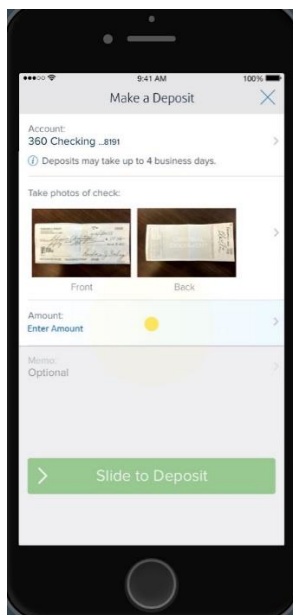 9:41 AM
100%
Make a Deposit
Account:
360 Checking ...8191
Deposits may take up to 4 business days.
Take photos of check:
Front
Back
Amount:
Enter Amount
Memo:
Optional
Slide to Deposit